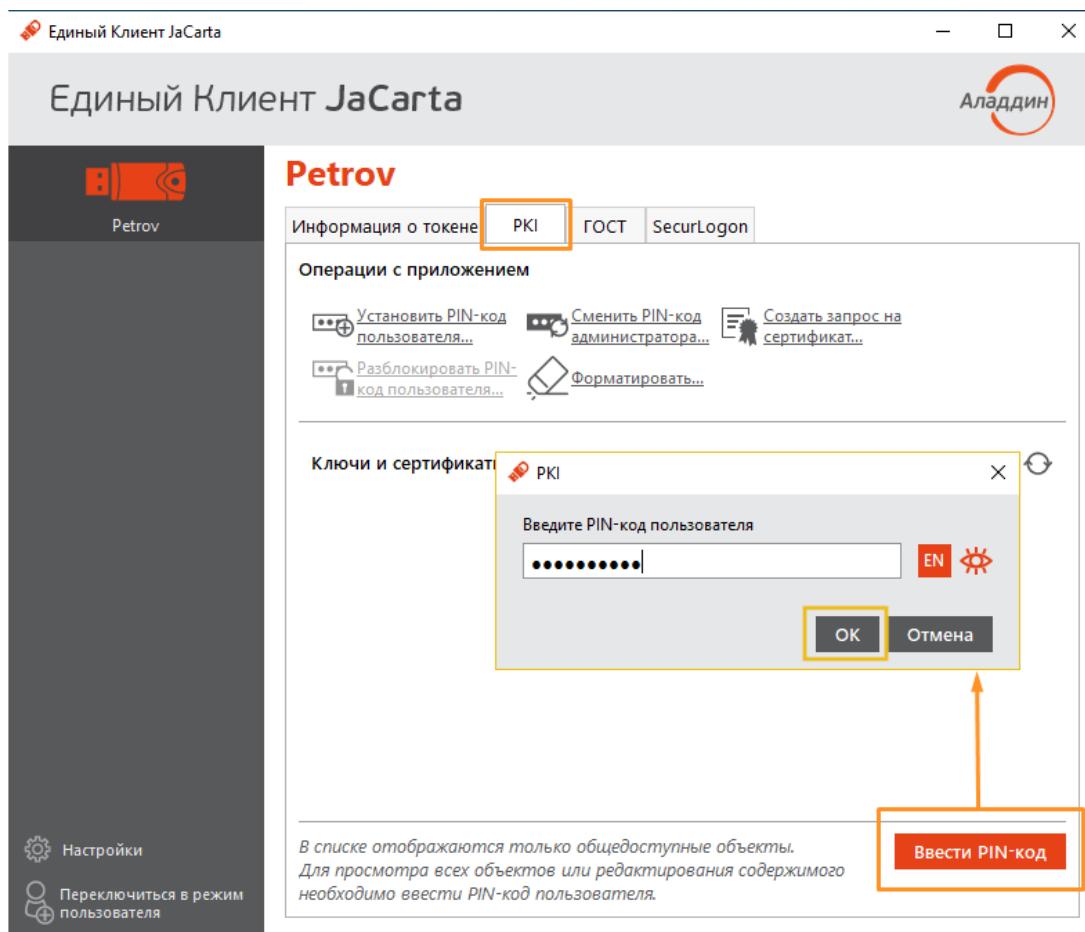 Единый Клиент JaCarta
Единый Клиент JaCarta
Аладдин
Petrov
Petrov
Информация о токене
PKI
ГОСТ
SecurLogon
Операции с приложением
Установить PIN-код
пользователя...
Сменить PIN-код
администратора...
Создать запрос на
сертификат...
Разблокировать PIN-
код пользователя...
Форматировать...
Ключи и сертификат
PKI
Введите PIN-код пользователя
••••••••••
EN
OK
Отмена
В списке отображаются только общедоступные объекты.
Для просмотра всех объектов или редактирования содержимого
необходимо ввести PIN-код пользователя.
Ввести PIN-код
Настройки
Переключиться в режим
пользователя